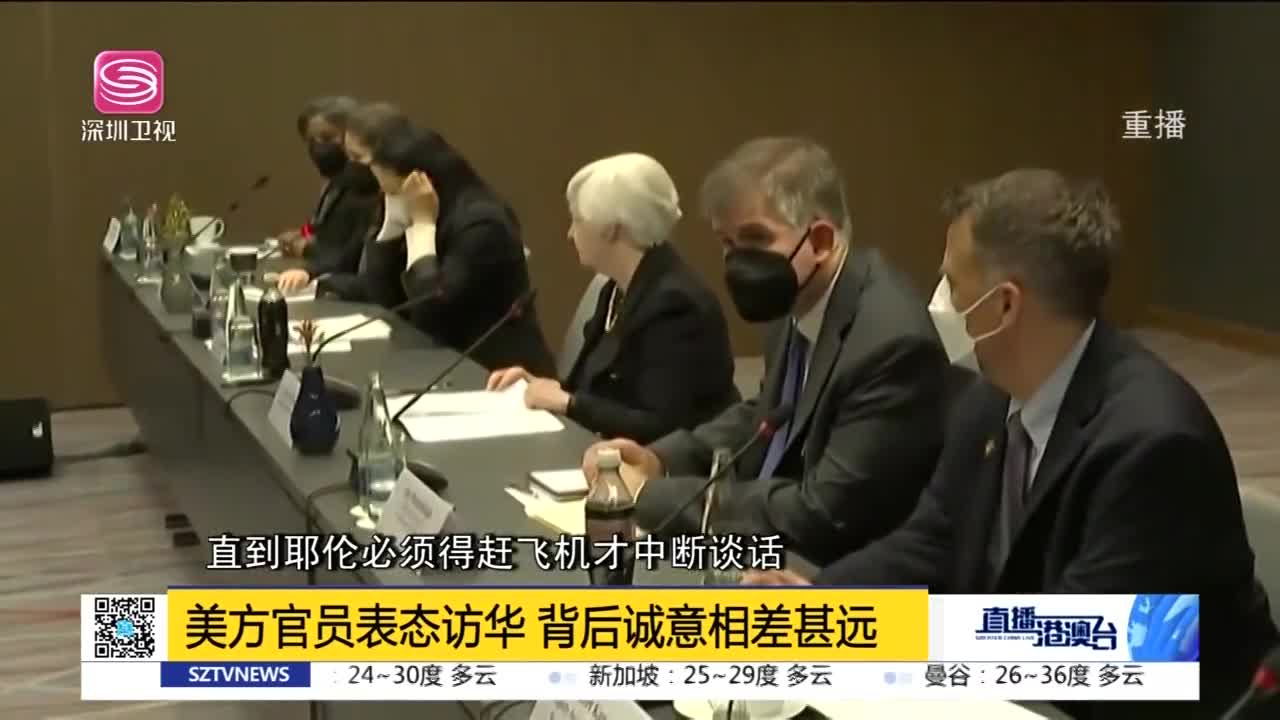 深圳卫视
重播
直到耶伦必须得赶飞机才中断谈话
美方官员表态访华 背后诚意相差甚远
直播港澳台
GREATER CHINA LIVE
SZTVNEWS
：24~30度 多云 新加坡：25~29度 多云 曼谷：26~36度 多云